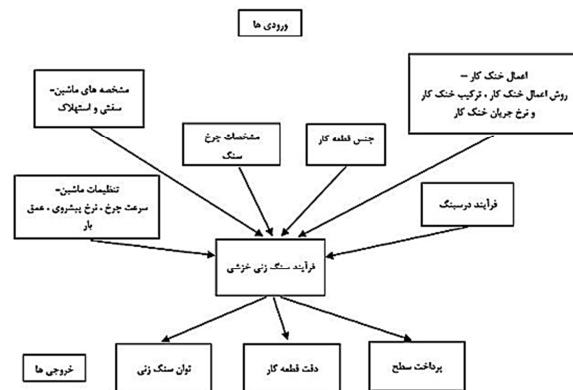 ورودی ها
اعمال خنک کار –
روش اعمال خنک کار ، ترکیب خنک کار
و نرخ جریان خنک کار
مشخصه های ماشین-
سفتی و استهلاک
مشخصات چرخ
سنگ
جنس قطعه کار
تنظیمات ماشین-
سرعت چرخ ، نرخ پیشروی ، عمق
بار
فرآیند درسینگ
فرآیند سنگ زنی خزشی
خروجی ها
توان سنگ زنی
دقت قطعه کار
پرداخت سطح